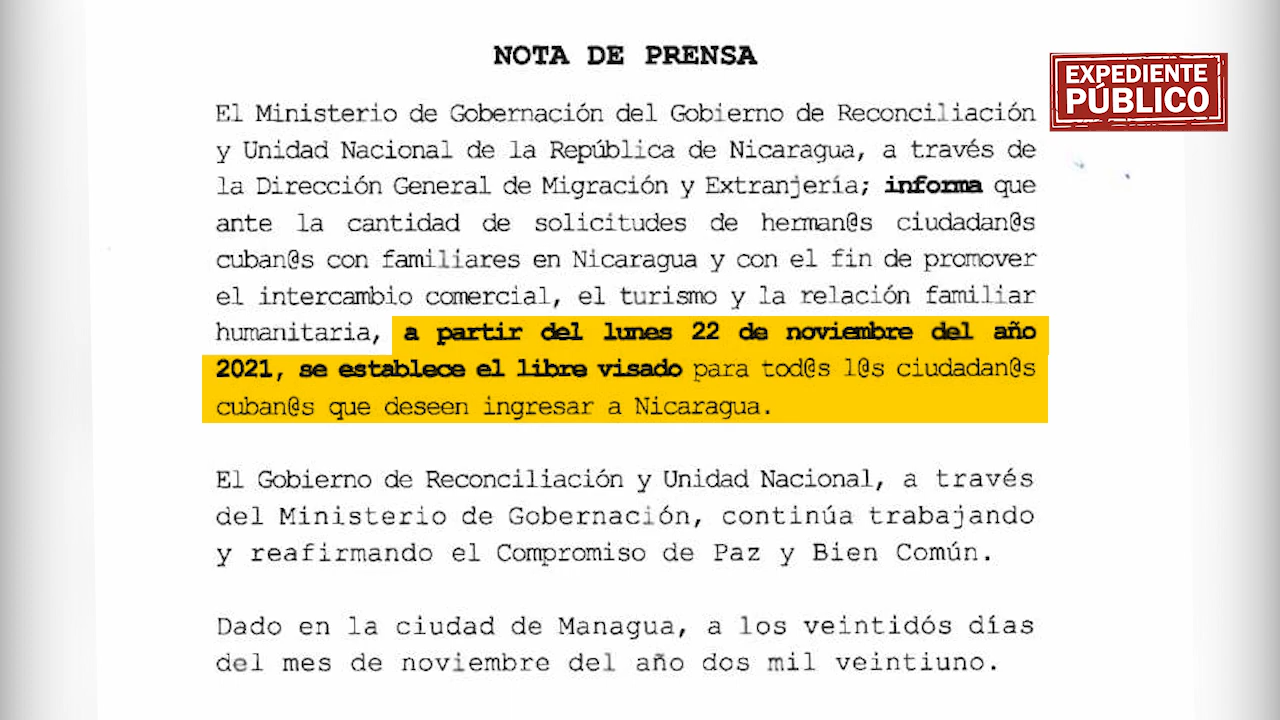 NOTA DE PRENSA
EXPEDIENTE
PÚBLICO
El Ministerio de Gobernación del Gobierno de Reconciliación
y Unidad Nacional de la República de Nicaragua, a través de
la Dirección General de Migración y Extranjería; informa que
ante la cantidad de solicitudes de herman@s ciudadan@s
cuban@s con familiares en Nicaragua y con el fin de promover
el intercambio comercial, el turismo y la relación familiar
humanitaria, a partir del lunes 22 de noviembre del año
2021, se establece el libre visado para tod@s l@s ciudadan@s
cuban@s que deseen ingresar a Nicaragua.
El Gobierno de Reconciliación y Unidad Nacional, a través
del Ministerio de Gobernación, continúa trabajando
y reafirmando el Compromiso de Paz y Bien Común.
Dado en la ciudad de Managua, a los veintidós días
del mes de noviembre del año dos mil veintiuno.